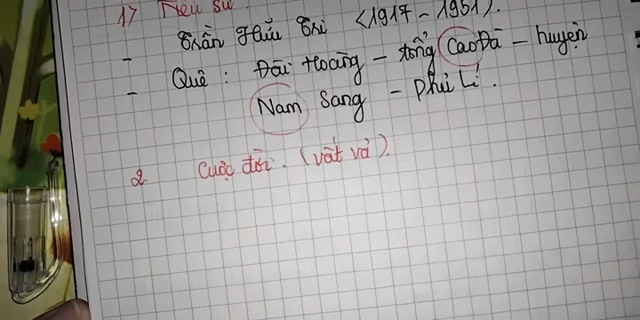 1) Tiểu sử
- Trần Hữu Tri <1917 - 1951).
- Quê : Đại Hoàng - tổng Cao Đà - huyện
Nam Sang - phủ Lí.
2 Cuộc đời. (vất vả).